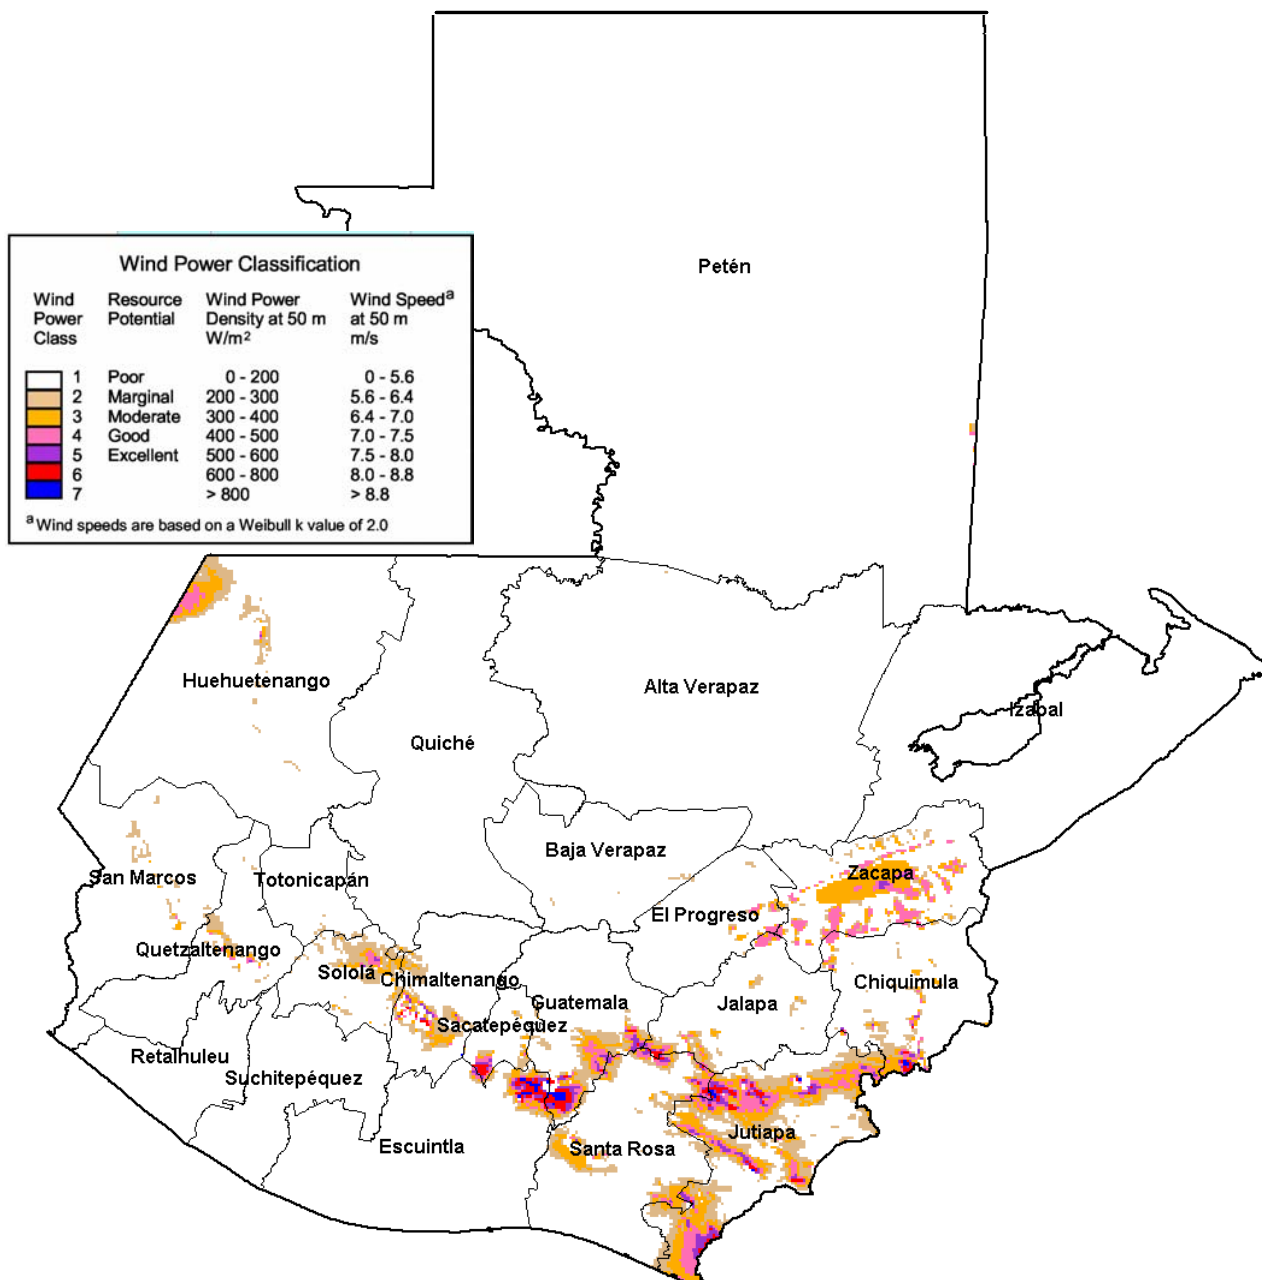 Petén
Wind Power Classification
Wind Power Class Resource Potential Wind Power Density at 50 m W/m² Wind Speedᵃ at 50 m m/s
1 Poor 0 - 200 0 - 5.6
2 Marginal 200 - 300 5.6 - 6.4
3 Moderate 300 - 400 6.4 - 7.0
4 Good 400 - 500 7.0 - 7.5
5 Excellent 500 - 600 7.5 - 8.0
6 600 - 800 8.0 - 8.8
7 > 800 > 8.8
ᵃ Wind speeds are based on a Weibull k value of 2.0
Huehuetenango
Alta Verapaz
Izabal
Quiché
Baja Verapaz
Zacapa
San Marcos
Totonicapán
El Progreso
Quetzaltenango
Sololá
Chimaltenango
Chiquimula
Guatemala
Jalapa
Sacatepéquez
Retalhuleu
Suchitepéquez
Jutiapa
Escuintla
Santa Rosa